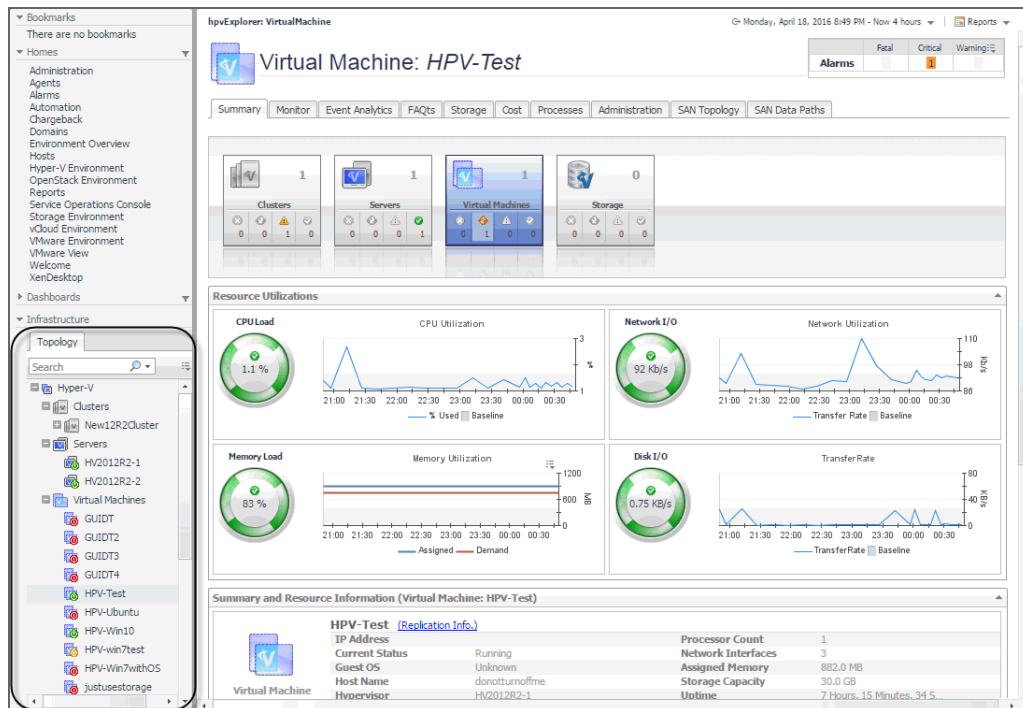 Bookmarks
There are no bookmarks
Homes
Administration
Agents
Alarms
Automation
Chargeback
Domains
Environment Overview
Hosts
Hyper-V Environment
OpenStack Environment
Reports
Service Operations Console
Storage Environment
vCloud Environment
VMware Environment
VMware View
Welcome
XenDesktop
Dashboards
Infrastructure
Topology
Search
Hyper-V
Clusters
New12R2Cluster
Servers
HV2012R2-1
HV2012R2-2
Virtual Machines
GUIDT
GUIDT2
GUIDT3
GUIDT4
HPV-Test
HPV-Ubuntu
HPV-Win10
HPV-win7test
HPV-Win7withOS
justusestorage
hpvExplorer: VirtualMachine
Monday, April 18, 2016 8:49 PM - Now 4 hours Reports
Virtual Machine: HPV-Test
Fatal Critical Warning
Alarms 1
Summary Monitor Event Analytics FAQts Storage Cost Processes Administration SAN Topology SAN Data Paths
1 1 1 0
Clusters Servers Virtual Machines Storage
0 0 1 0 0 0 0 1 0 1 0 0 0 0 0 0
Resource Utilizations
CPU Load CPU Utilization
1.1 %
3
%
1
21:00 21:30 22:00 22:30 23:00 23:30 00:00 00:30
% Used Baseline
Network I/O Network Utilization
92 Kb/s
110
98
86
Kb/s
21:00 21:30 22:00 22:30 23:00 23:30 00:00 00:30
Transfer Rate Baseline
Memory Load Memory Utilization
83 %
1200
600
0
MB
21:00 21:30 22:00 22:30 23:00 23:30 00:00 00:30
Assigned Demand
Disk I/O TransferRate
0.75 KB/s
80
40
0
KB/s
21:00 21:30 22:00 22:30 23:00 23:30 00:00 00:30
TransferRate Baseline
Summary and Resource Information (Virtual Machine: HPV-Test)
Virtual Machine
HPV-Test (Replication Info.)
IP Address Processor Count 1
Current Status Running Network Interfaces 3
Guest OS Unknown Assigned Memory 882.0 MB
Host Name donotturnoffme Storage Capacity 30.0 GB
Hypervisor HV2012R2-1 Uptime 7 Hours, 15 Minutes, 34 S...